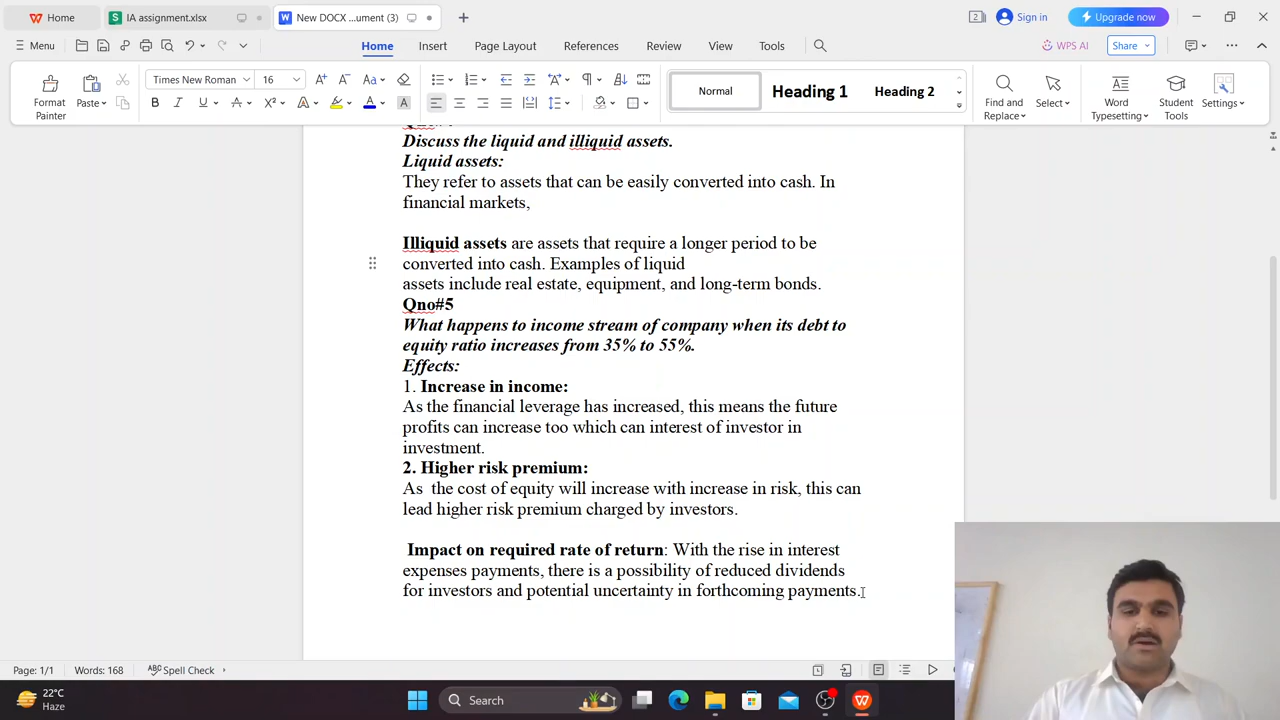 Home
IA assignment.xlsx
New DOCX ...ument (3)
2
Sign in
Upgrade now
Menu
Home
Insert
Page Layout
References
Review
View
Tools
WPS AI
Share
Format
Painter
Paste
Times New Roman
16
Normal
Heading 1
Heading 2
Find and
Replace
Select
Word
Typesetting
Student
Tools
Settings
Discuss the liquid and illiquid assets.
Liquid assets:
They refer to assets that can be easily converted into cash. In
financial markets,
Illiquid assets are assets that require a longer period to be
converted into cash. Examples of liquid
assets include real estate, equipment, and long-term bonds.
Qno#5
What happens to income stream of company when its debt to
equity ratio increases from 35% to 55%.
Effects:
1. Increase in income:
As the financial leverage has increased, this means the future
profits can increase too which can interest of investor in
investment.
2. Higher risk premium:
As  the cost of equity will increase with increase in risk, this can
lead higher risk premium charged by investors.
Impact on required rate of return: With the rise in interest
expenses payments, there is a possibility of reduced dividends
for investors and potential uncertainty in forthcoming payments.
Page: 1/1
Words: 168
Spell Check
22°C
Haze
Search